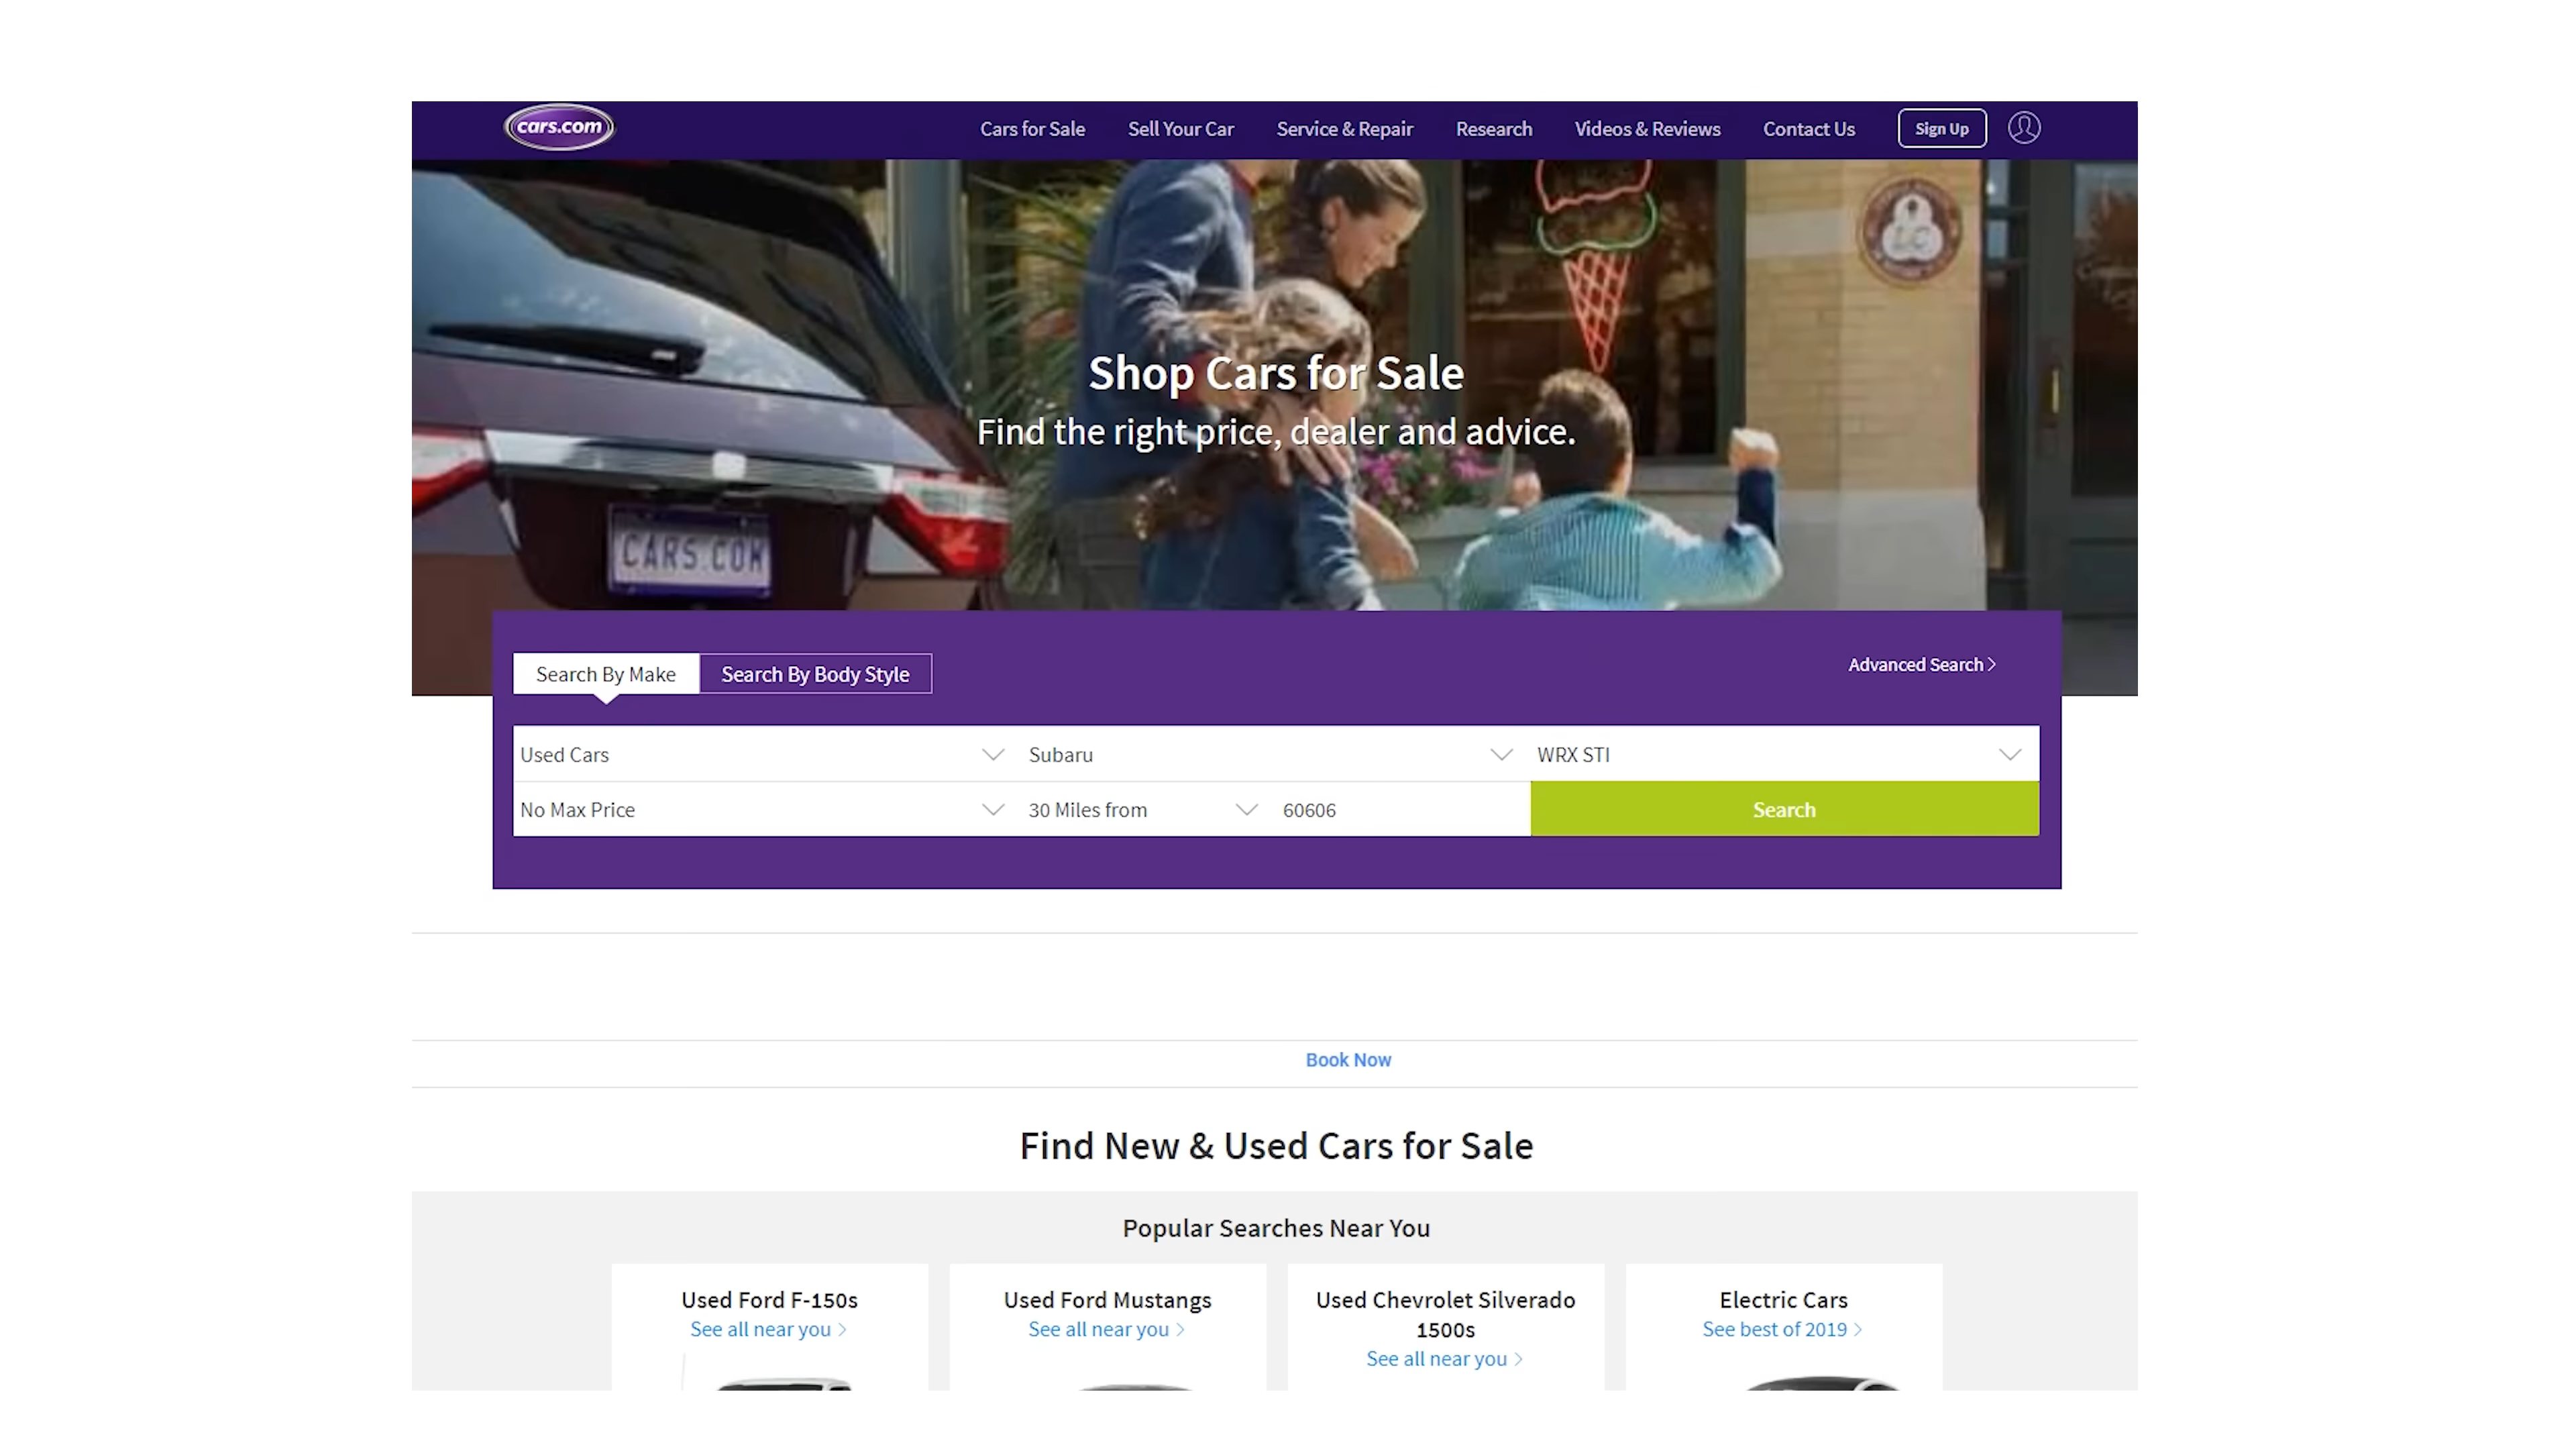 cars.com
Cars for Sale
Sell Your Car
Service & Repair
Research
Videos & Reviews
Contact Us
Sign Up
Shop Cars for Sale
Find the right price, dealer and advice.
CARS.COM
Search By Make
Search By Body Style
Advanced Search
Used Cars
Subaru
WRX STI
No Max Price
30 Miles from
60606
Search
Book Now
Find New & Used Cars for Sale
Popular Searches Near You
Used Ford F-150s
See all near you
Used Ford Mustangs
See all near you
Used Chevrolet Silverado
1500s
See all near you
Electric Cars
See best of 2019